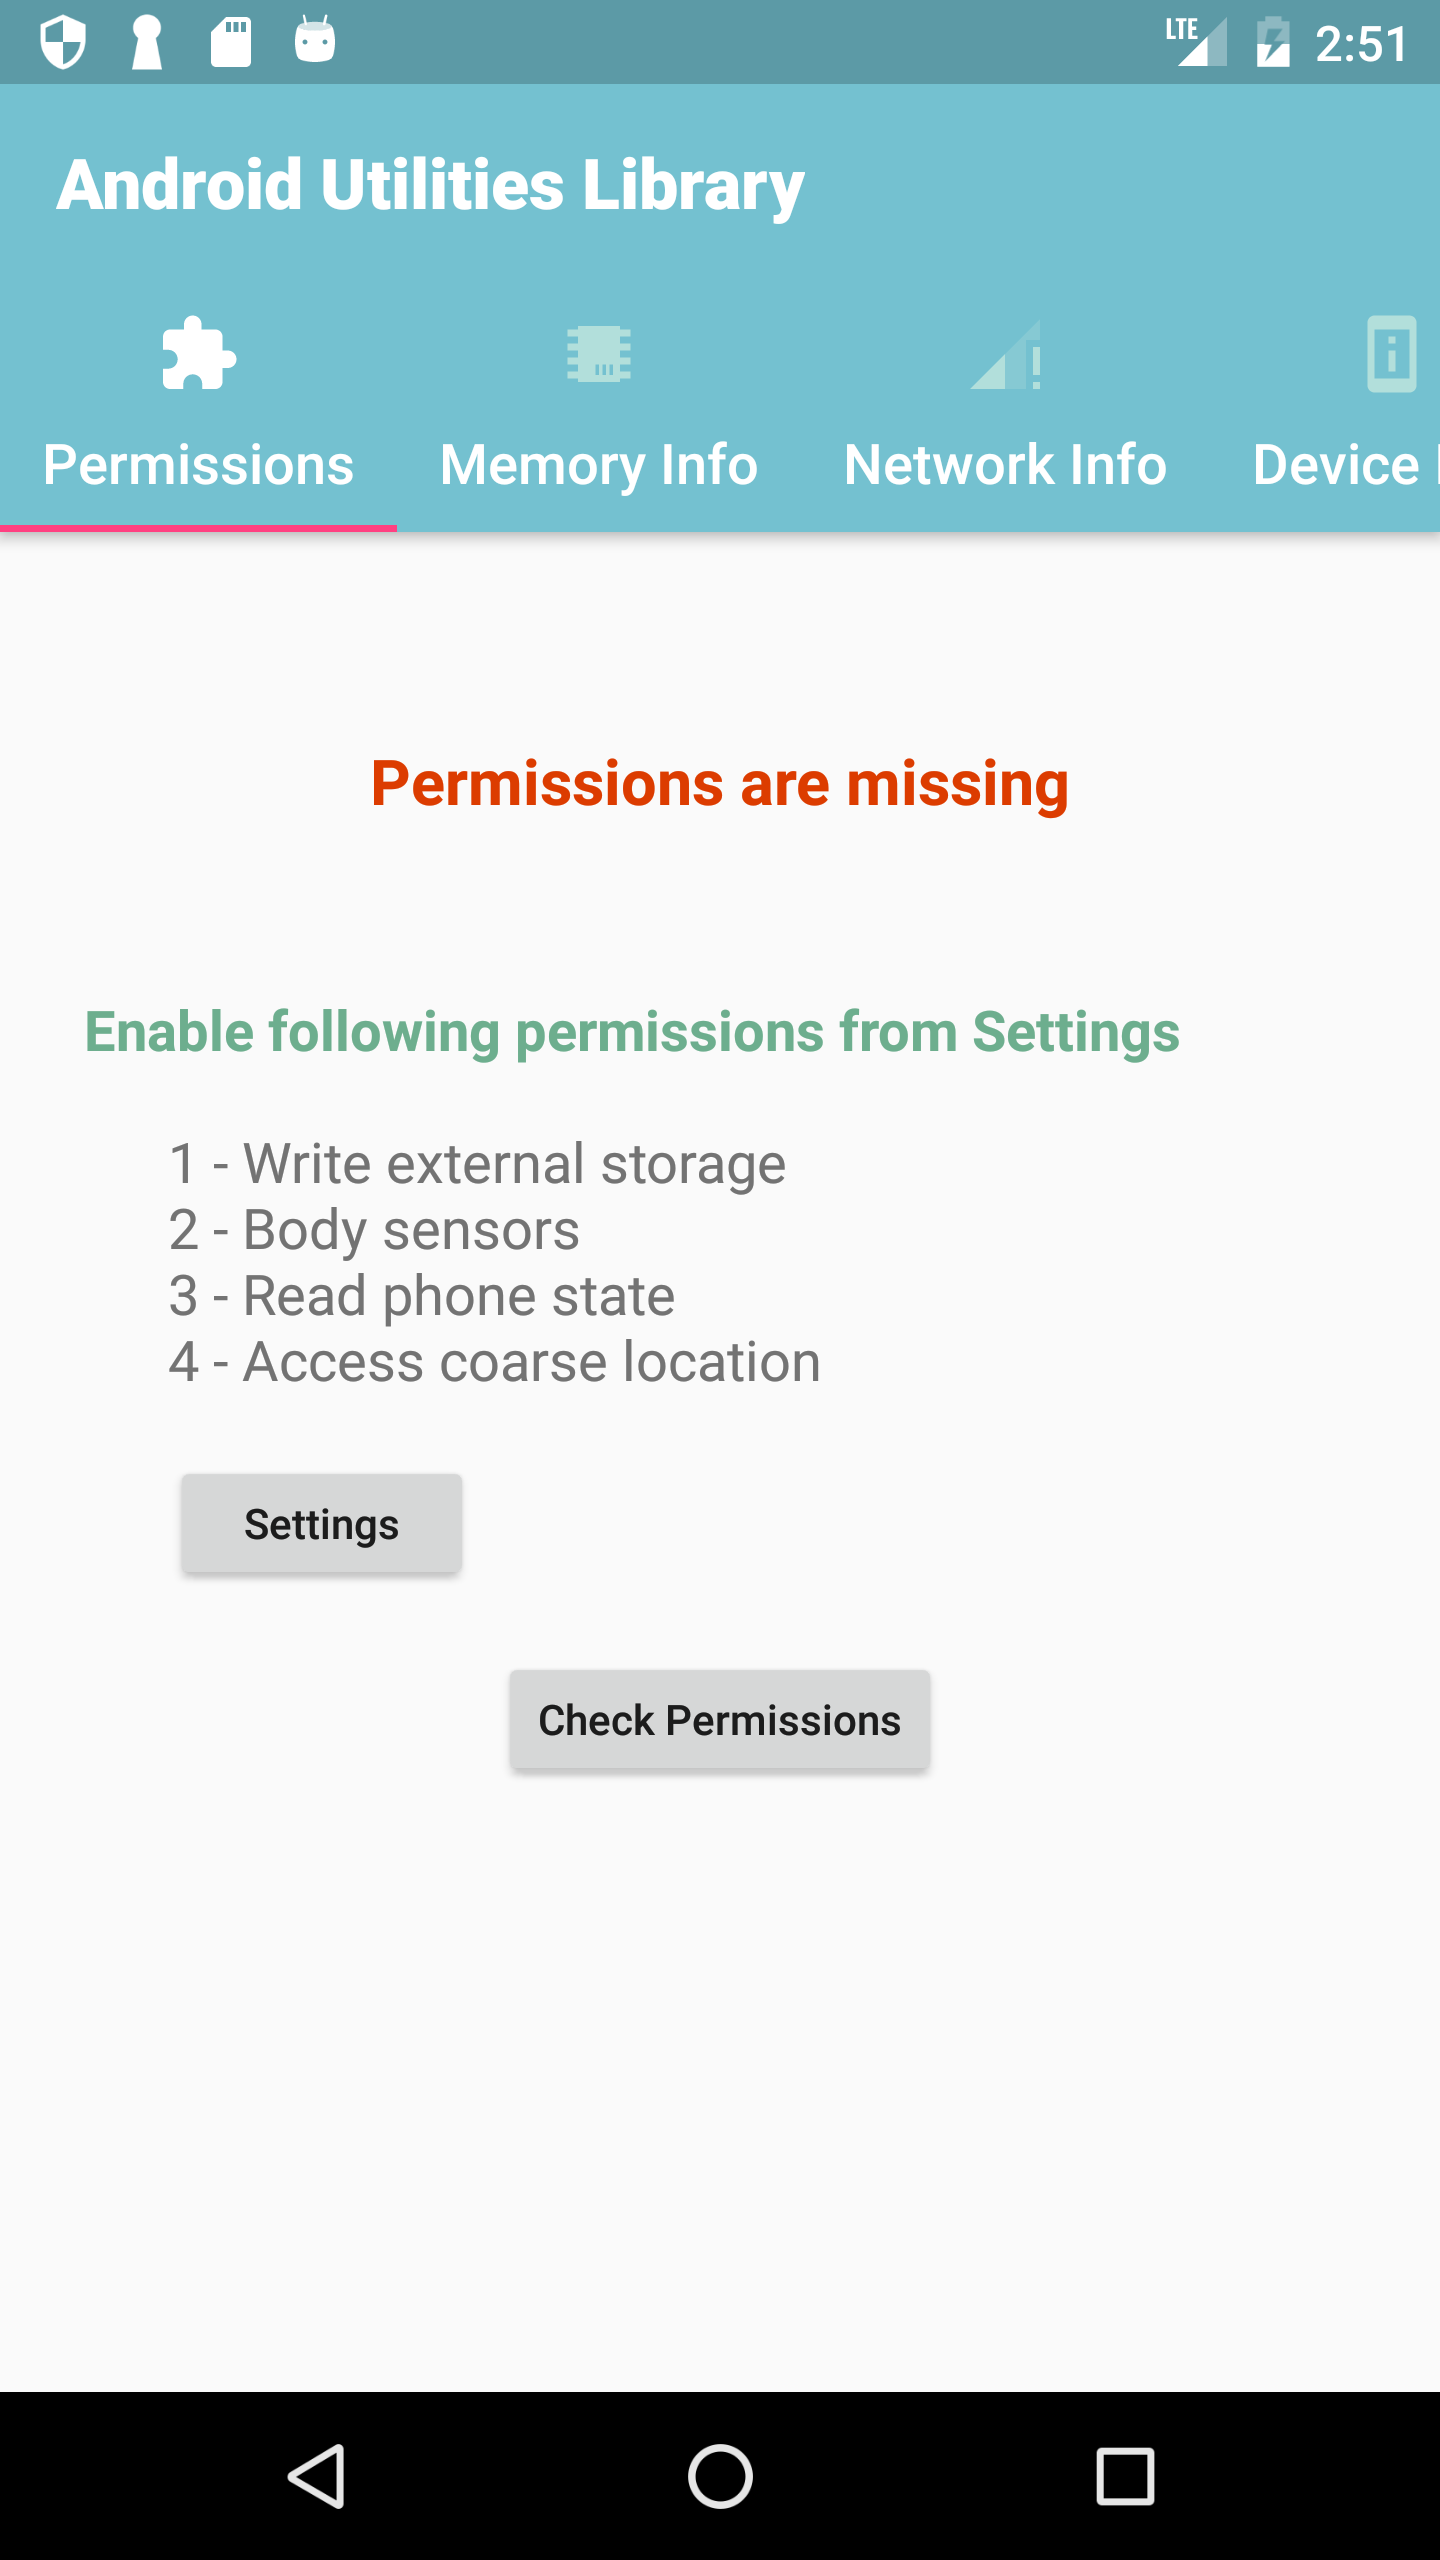 LTE 2:51
Android Utilities Library
Permissions Memory Info Network Info Device
Permissions are missing
Enable following permissions from Settings
1 - Write external storage
2 - Body sensors
3 - Read phone state
4 - Access coarse location
Settings
Check Permissions